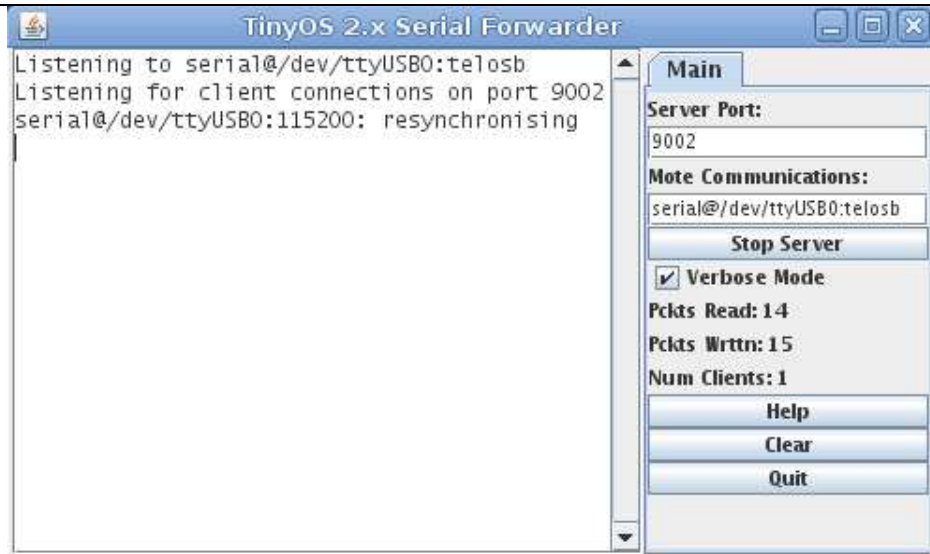 TinyOS 2.x Serial Forwarder
Listening to serial@/dev/ttyUSB0:telosb
Listening for client connections on port 9002
serial@/dev/ttyUSB0:115200: resynchronising
Main
Server Port:
9002
Mote Communications:
serial@/dev/ttyUSB0:telosb
Stop Server
Verbose Mode
Pckts Read: 14
Pckts Wrttn: 15
Num Clients: 1
Help
Clear
Quit